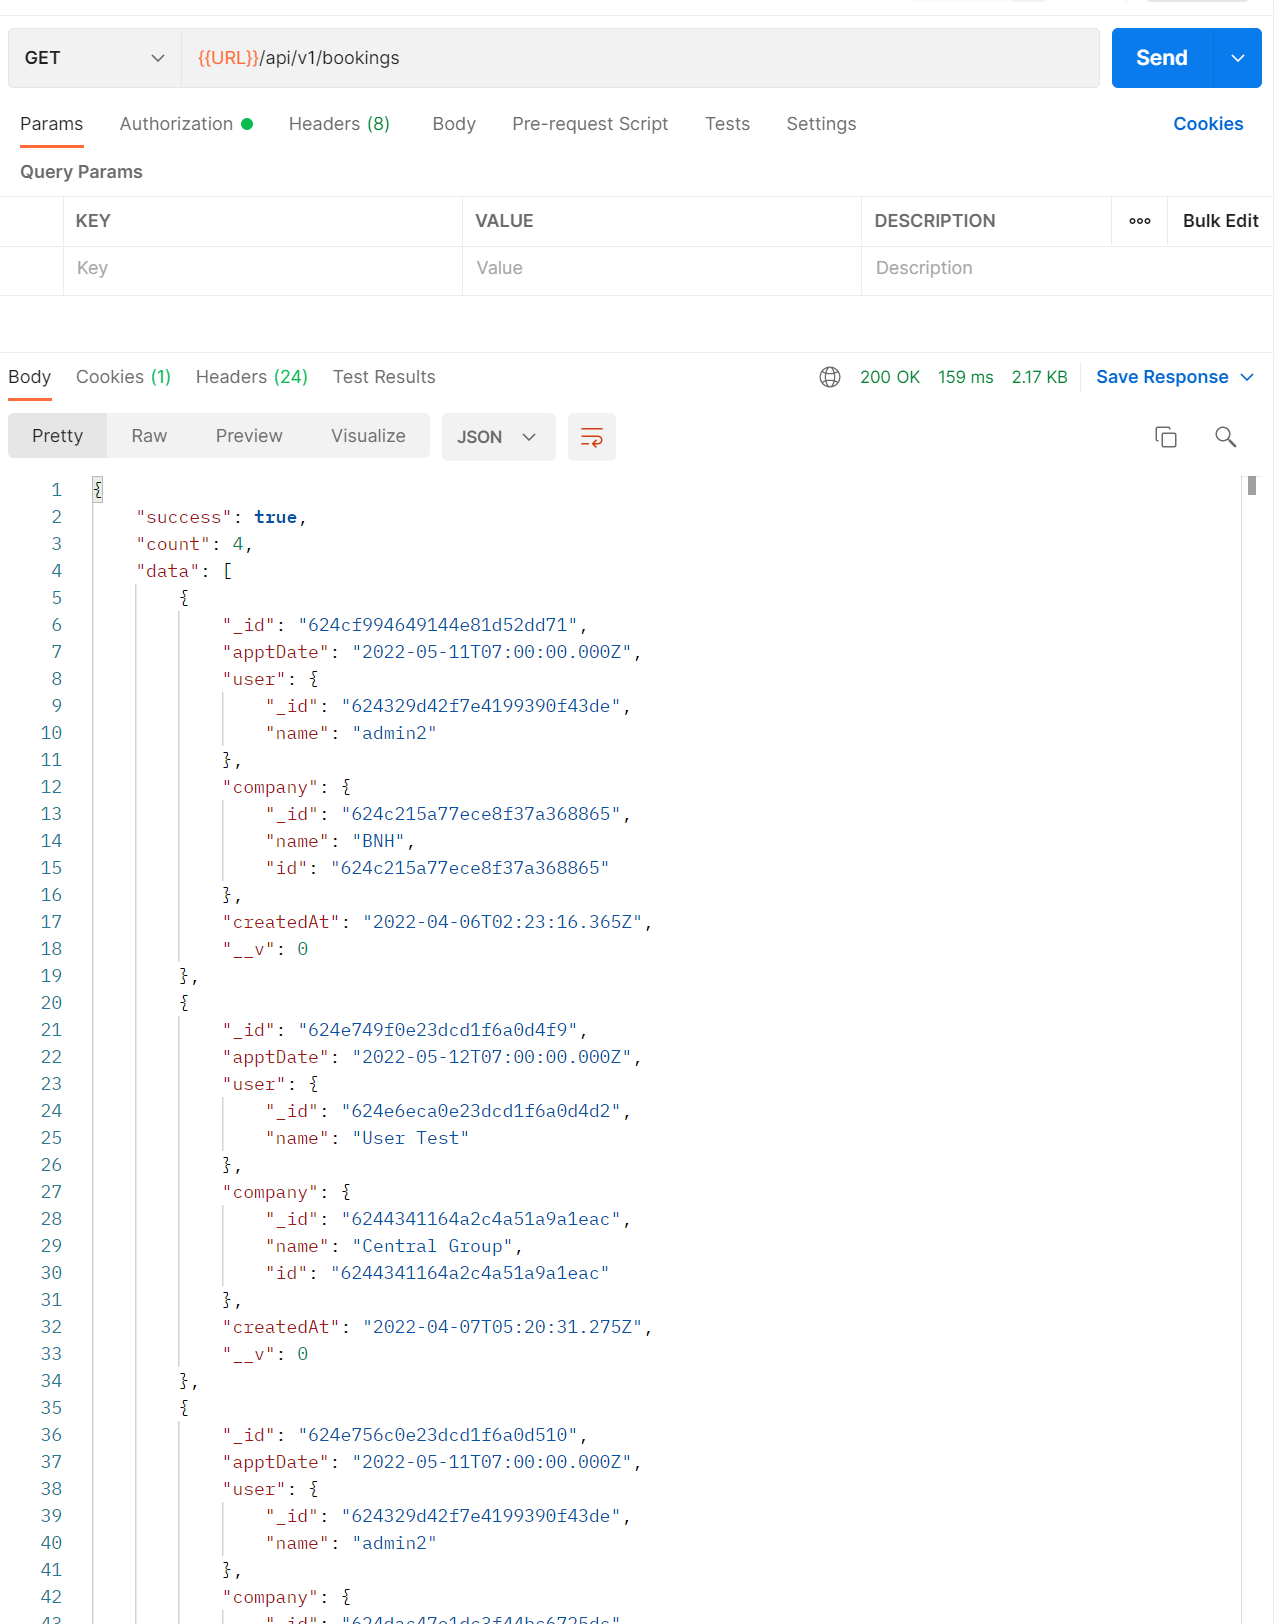 GET {{URL}}/api/v1/bookings Send
Params Authorization Headers (8) Body Pre-request Script Tests Settings Cookies
Query Params
KEY VALUE DESCRIPTION ooo Bulk Edit
Key Value Description
Body Cookies (1) Headers (24) Test Results 200 OK 159 ms 2.17 KB Save Response
Pretty Raw Preview Visualize JSON
1 {
2 "success": true,
3 "count": 4,
4 "data": [
5 {
6 "_id": "624cf994649144e81d52dd71",
7 "apptDate": "2022-05-11T07:00:00.000Z",
8 "user": {
9 "_id": "624329d42f7e4199390f43de",
10 "name": "admin2"
11 },
12 "company": {
13 "_id": "624c215a77ece8f37a368865",
14 "name": "BNH",
15 "id": "624c215a77ece8f37a368865"
16 },
17 "createdAt": "2022-04-06T02:23:16.365Z",
18 "__v": 0
19 },
20 {
21 "_id": "624e749f0e23dcd1f6a0d4f9",
22 "apptDate": "2022-05-12T07:00:00.000Z",
23 "user": {
24 "_id": "624e6eca0e23dcd1f6a0d4d2",
25 "name": "User Test"
26 },
27 "company": {
28 "_id": "6244341164a2c4a51a9a1eac",
29 "name": "Central Group",
30 "id": "6244341164a2c4a51a9a1eac"
31 },
32 "createdAt": "2022-04-07T05:20:31.275Z",
33 "__v": 0
34 },
35 {
36 "_id": "624e756c0e23dcd1f6a0d510",
37 "apptDate": "2022-05-11T07:00:00.000Z",
38 "user": {
39 "_id": "624329d42f7e4199390f43de",
40 "name": "admin2"
41 },
42 "company": {
43 "_id":